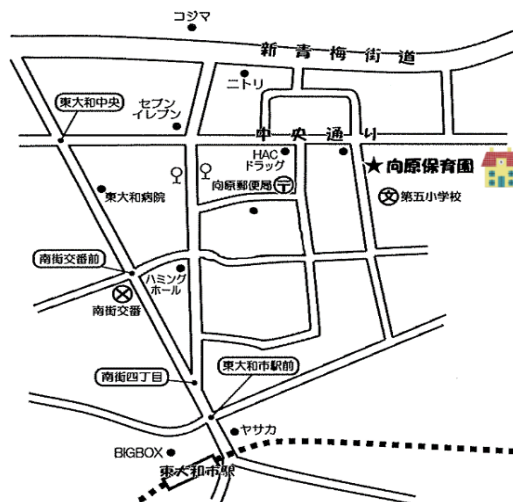 コジマ
新青梅街道
ニトリ
東大和中央
セブン
イレブン
中央通り
HAC
ドラッグ
★向原保育園
向原郵便局
東大和病院
第五小学校
南街交番前
ハミング
ホール
南街交番
東大和市駅前
南街四丁目
ヤサカ
BIGBOX
東大和市駅